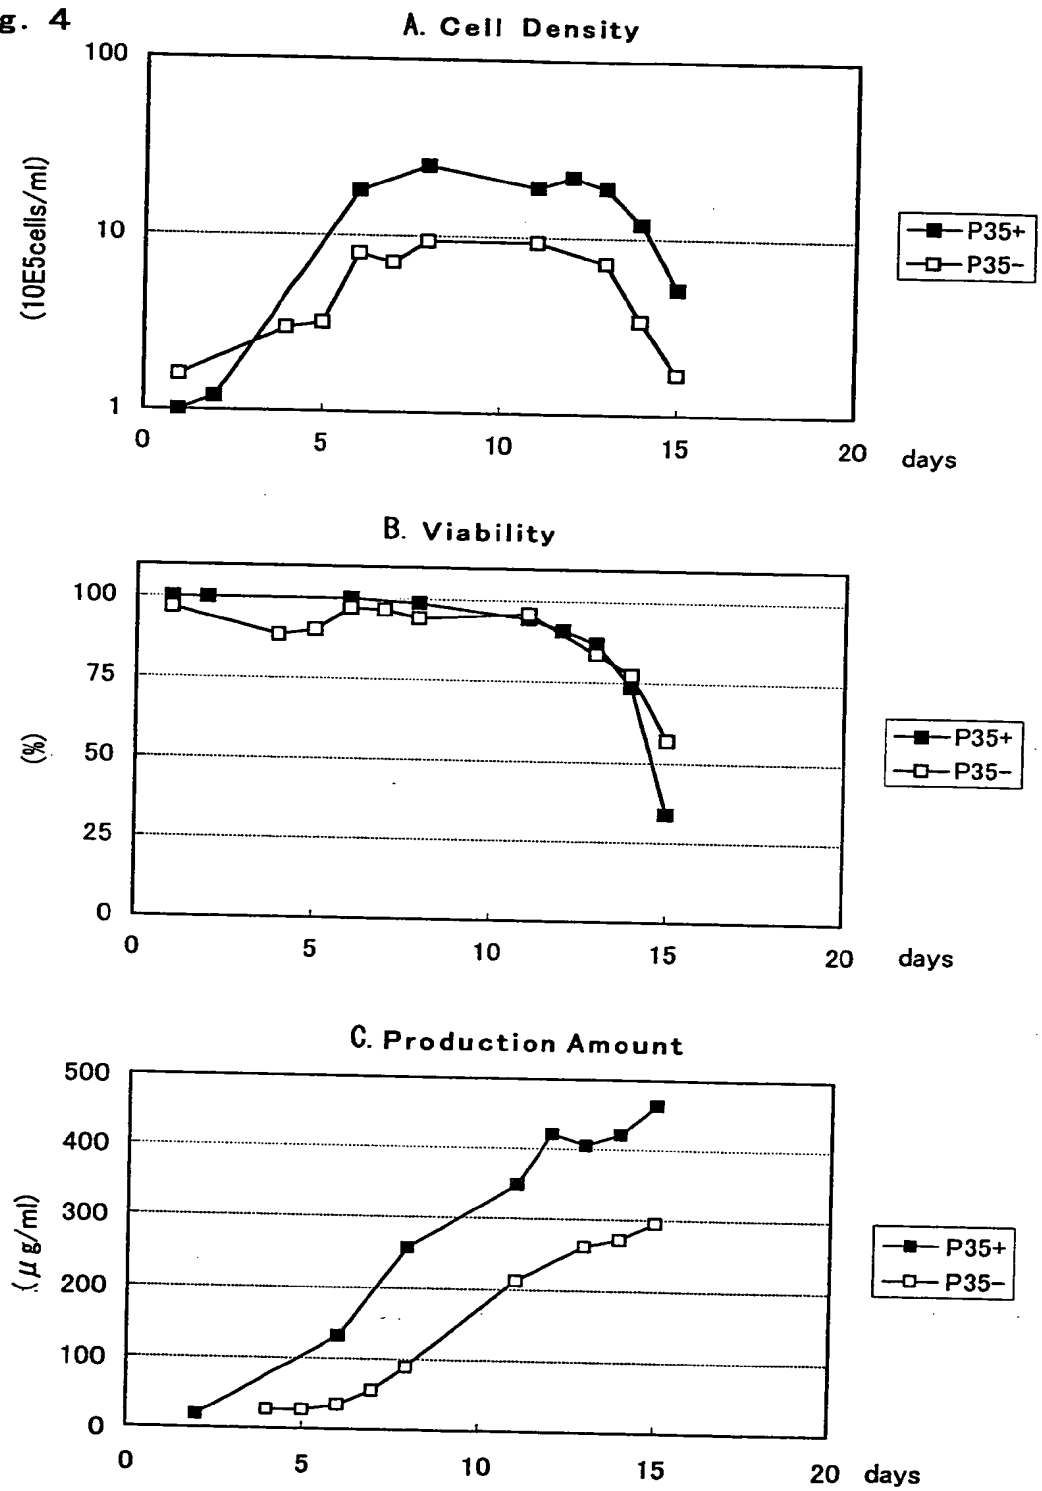 g. 4
A. Cell Density
100
10
1
(10E5cells/ml)
0 5 10 15 20 days
P35+
P35-
B. Viability
100
75
50
25
0
(%)
0 5 10 15 20 days
P35+
P35-
C. Production Amount
500
400
300
200
100
0
(μg/ml)
0 5 10 15 20 days
P35+
P35-